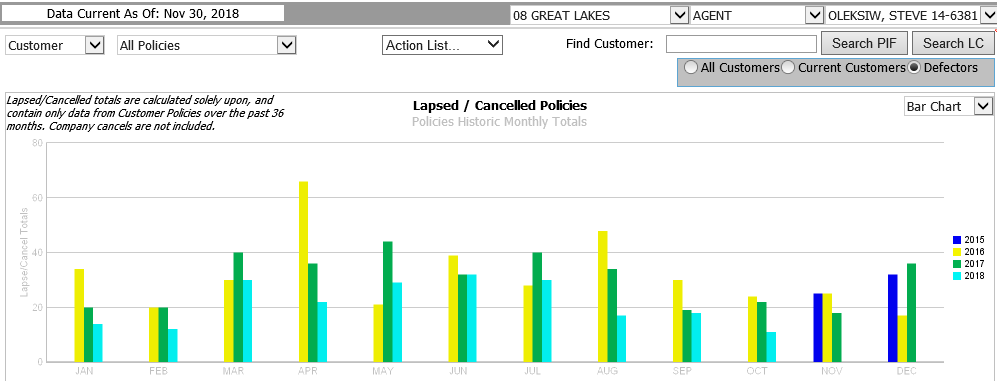 Data Current As Of: Nov 30, 2018
08 GREAT LAKES
AGENT
OLEKSIW, STEVE 14-6381
Customer
All Policies
Action List...
Find Customer:
Search PIF
Search LC
All Customers
Current Customers
Defectors
Lapsed/Cancelled totals are calculated solely upon, and
contain only data from Customer Policies over the past 36
months. Company cancels are not included.
Lapsed / Cancelled Policies
Policies Historic Monthly Totals
Bar Chart
Lapse/Cancel Totals
80
60
40
20
0
JAN
FEB
MAR
APR
MAY
JUN
JUL
AUG
SEP
OCT
NOV
DEC
2015
2016
2017
2018